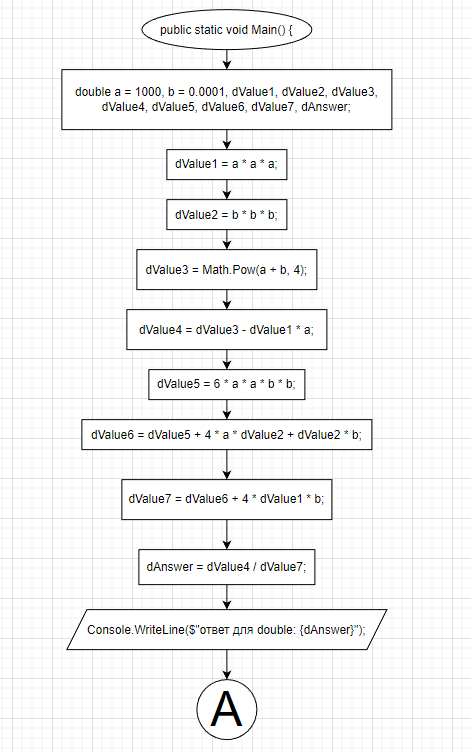 public static void Main() {
double a = 1000, b = 0.0001, dValue1, dValue2, dValue3,
dValue4, dValue5, dValue6, dValue7, dAnswer;
dValue1 = a * a * a;
dValue2 = b * b * b;
dValue3 = Math.Pow(a + b, 4);
dValue4 = dValue3 - dValue1 * a;
dValue5 = 6 * a * a * b * b;
dValue6 = dValue5 + 4 * a * dValue2 + dValue2 * b;
dValue7 = dValue6 + 4 * dValue1 * b;
dAnswer = dValue4 / dValue7;
Console.WriteLine($"ответ для double: {dAnswer}");
A